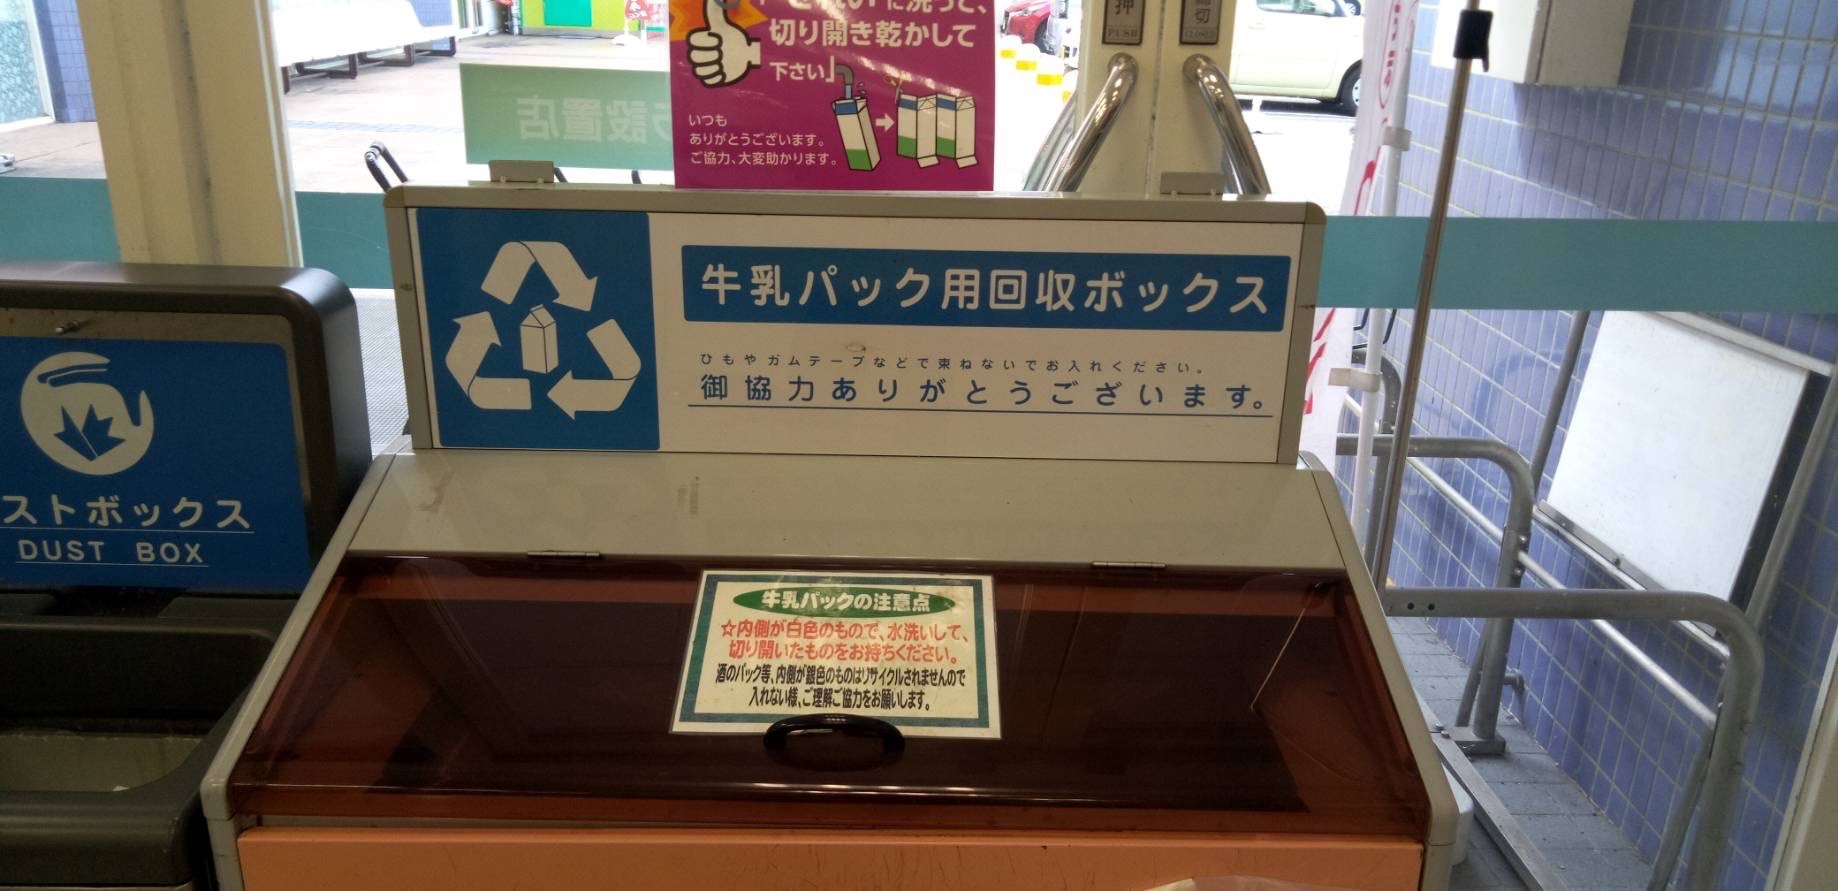 切り開き乾かして
下さい」
いつも
ありがとうございます。
ご協力、大変助かります。
押
PUSH
切
設置店
牛乳パック用回収ボックス
ひもやガムテープなどで束ねないでお入れください。
御協力ありがとうございます。
ストボックス
DUST BOX
牛乳パックの注意点
☆内側が白色のもので、水洗いして、
切り開いたものをお持ちください。
酒のパック等、内側が銀色のものはリサイクルされませんので
入れない様、ご理解ご協力をお願いします。